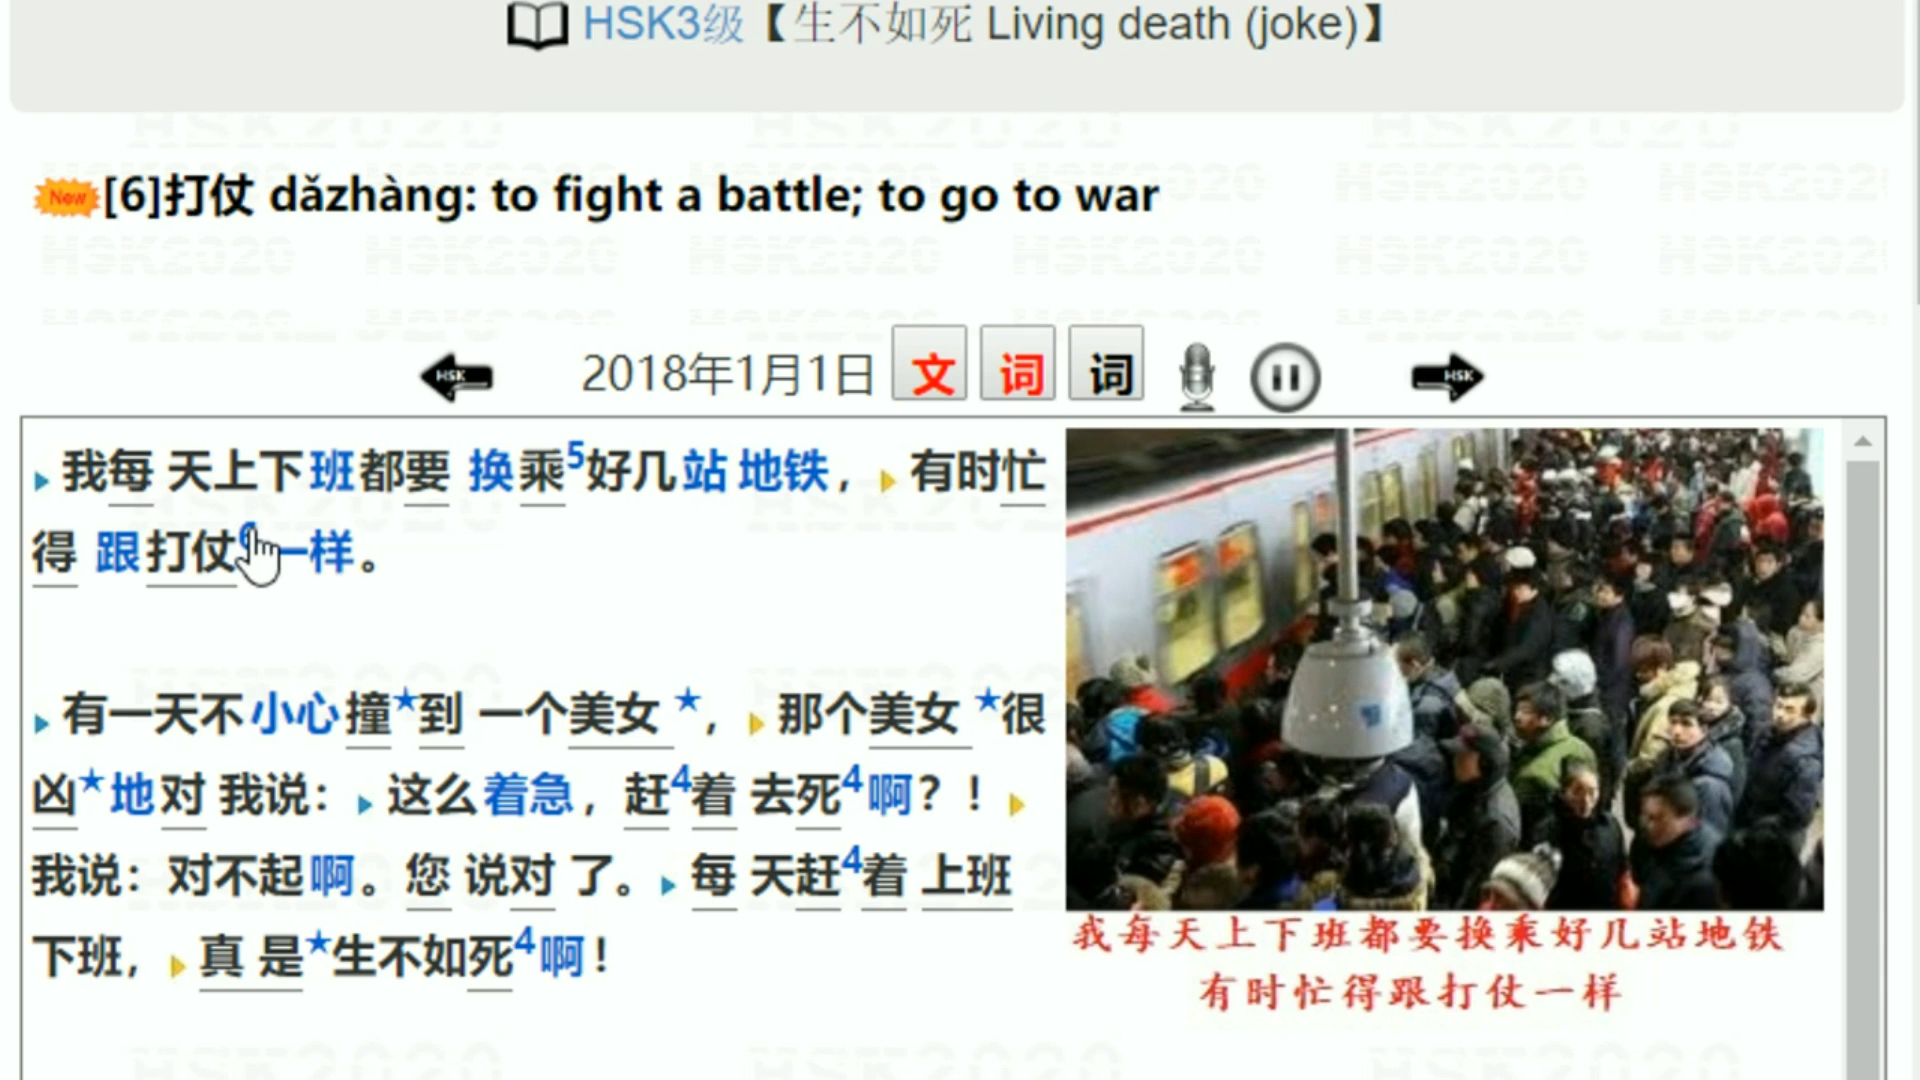 HSK3级【生不如死 Living death (joke)】
New [6]打仗 dǎzhàng: to fight a battle; to go to war
HSK 2018年1月1日 文 词 词 HSK
我每 天上下班都要 换乘5好几站 地铁，有时忙
得 跟打仗6一样。
有一天不小心撞★到 一个美女★，那个美女★很
凶★地对 我说：这么着急，赶4着 去死4啊？！
我说：对不起啊。您 说对 了。每 天赶4着 上班
下班，真 是★生不如死4啊！
我每天上下班都要换乘好几站地铁
有时忙得跟打仗一样
HSK2020